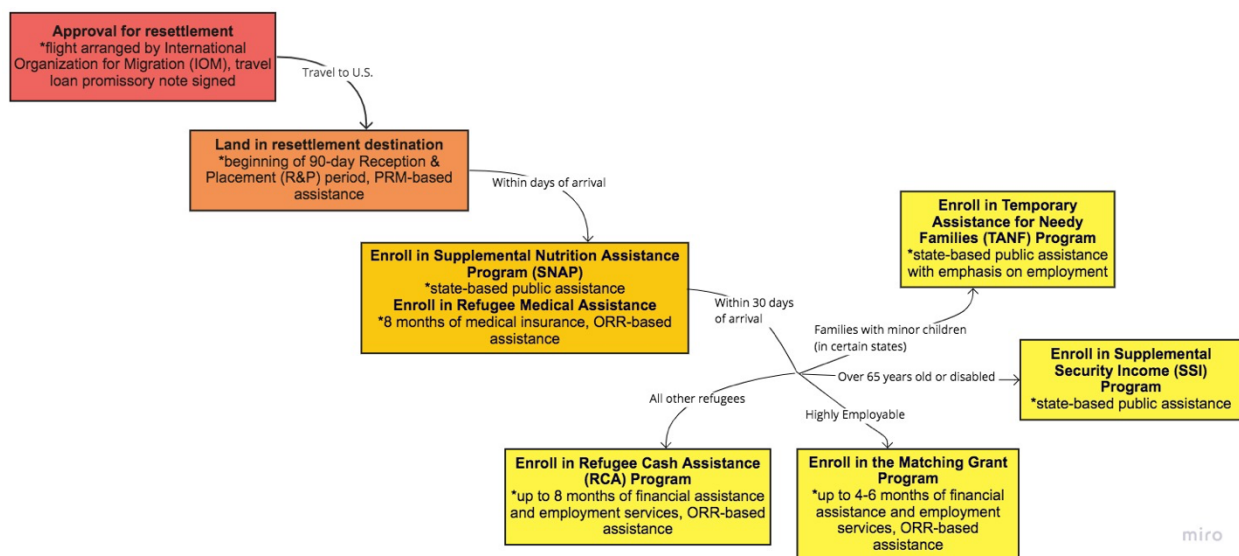 Approval for resettlement
*flight arranged by International
Organization for Migration (IOM), travel
loan promissory note signed
Travel to U.S.
Land in resettlement destination
*beginning of 90-day Reception &
Placement (R&P) period, PRM-based
assistance
Within days of arrival
Enroll in Supplemental Nutrition Assistance
Program (SNAP)
*state-based public assistance
Enroll in Refugee Medical Assistance
*8 months of medical insurance, ORR-based
assistance
Within 30 days
of arrival
Enroll in Temporary
Assistance for Needy
Families (TANF) Program
*state-based public assistance
with emphasis on employment
Families with minor children
(in certain states)
Over 65 years old or disabled
Enroll in Supplemental
Security Income (SSI)
Program
*state-based public assistance
All other refugees
Highly Employable
Enroll in Refugee Cash Assistance
(RCA) Program
*up to 8 months of financial assistance
and employment services, ORR-based
assistance
Enroll in the Matching Grant
Program
*up to 4-6 months of financial
assistance and employment
services, ORR-based
assistance
miro